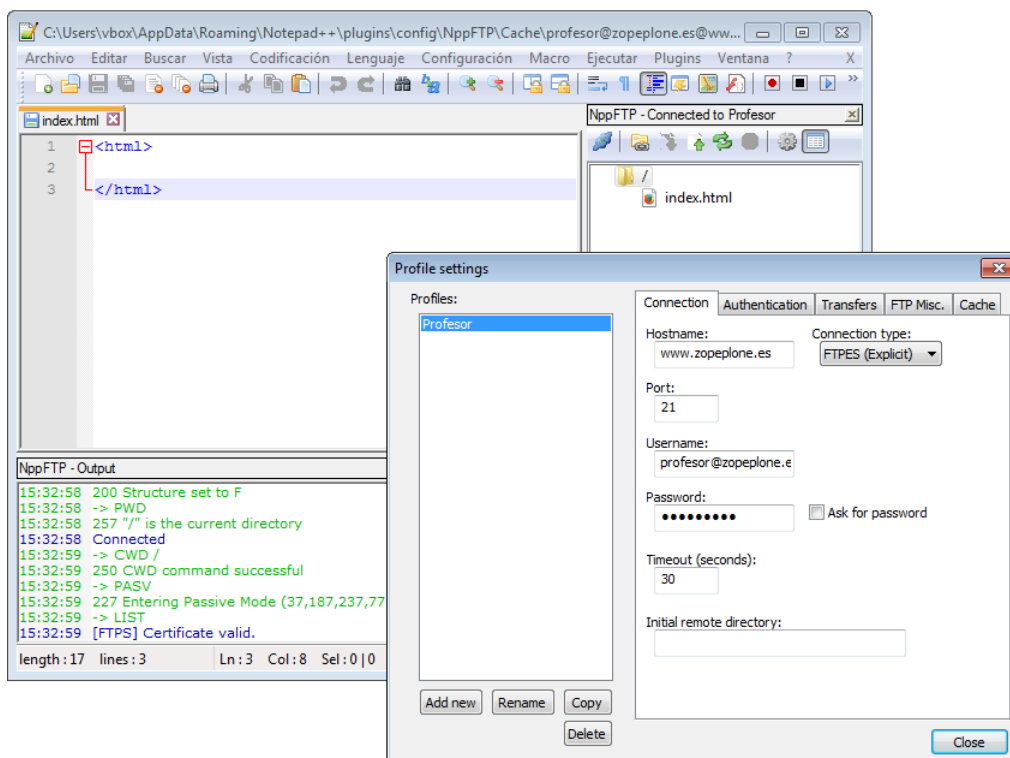 C:\Users\vbox\AppData\Roaming\Notepad++\plugins\config\NppFTP\Cache\profesor@zopeplone.es@ww...
Archivo Editar Buscar Vista Codificación Lenguaje Configuración Macro Ejecutar Plugins Ventana ? X
index.html
1 <html>
2
3 </html>
NppFTP - Connected to Profesor
/
index.html
NppFTP - Output
15:32:58 200 Structure set to F
15:32:58 -> PWD
15:32:58 257 "/" is the current directory
15:32:58 Connected
15:32:59 -> CWD /
15:32:59 250 CWD command successful
15:32:59 -> PASV
15:32:59 227 Entering Passive Mode (37,187,237,77
15:32:59 -> LIST
15:32:59 [FTPS] Certificate valid.
length : 17 lines : 3 Ln : 3 Col : 8 Sel : 0 | 0
Profile settings
Profiles:
Profesor
Add new Rename Copy
Delete
Connection Authentication Transfers FTP Misc. Cache
Hostname: Connection type:
www.zopeplone.es FTPES (Explicit)
Port:
21
Username:
profesor@zopeplone.e
Password:
●●●●●●●●● Ask for password
Timeout (seconds):
30
Initial remote directory:
Close